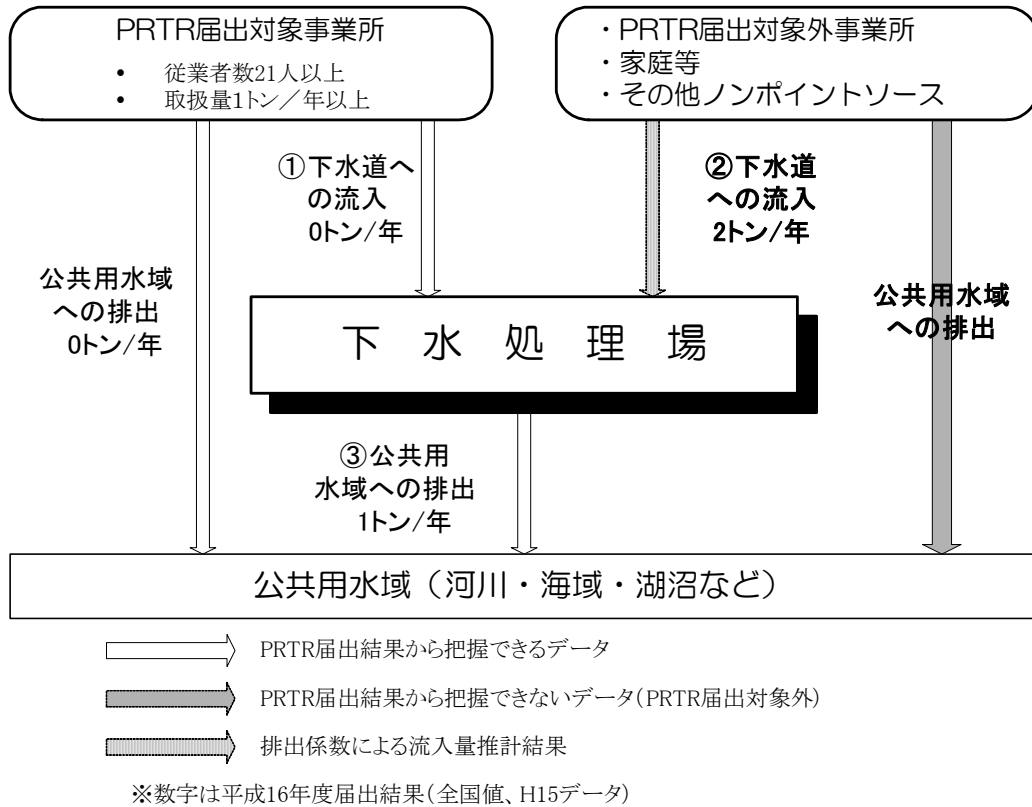 PRTR届出対象事業所
• 従業者数21人以上
• 取扱量1トン／年以上
・PRTR届出対象外事業所
・家庭等
・その他ノンポイントソース
①下水道へ
の流入
0トン/年
②下水道
への流入
2トン/年
公共用水域
への排出
0トン/年
公共用水域
への排出
下水処理場
③公共用
水域への排出
1トン/年
公共用水域（河川・海域・湖沼など）
PRTR届出結果から把握できるデータ
PRTR届出結果から把握できないデータ(PRTR届出対象外)
排出係数による流入量推計結果
※数字は平成16年度届出結果(全国値、H15データ)